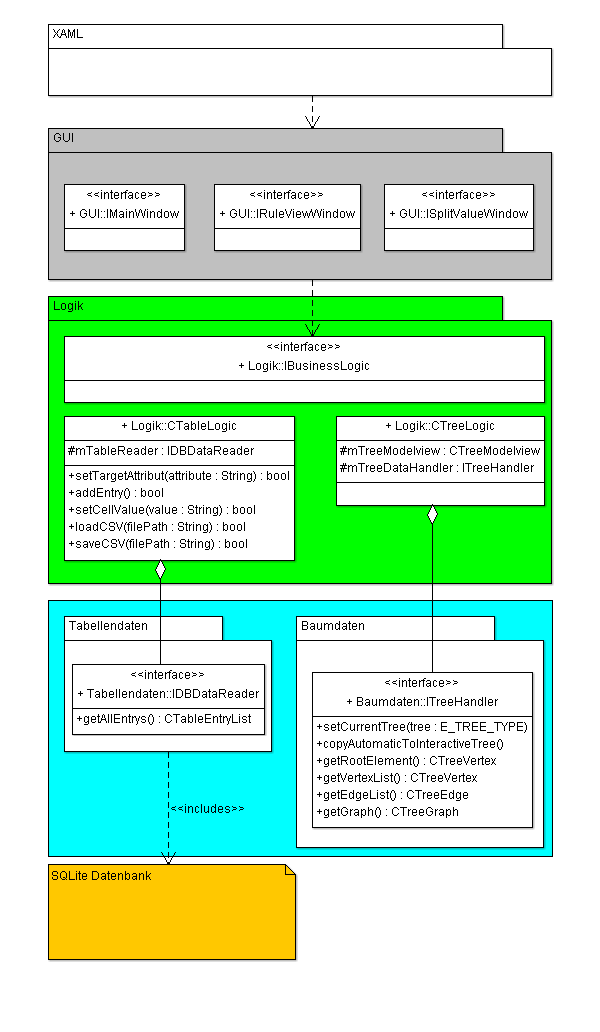 XAML
GUI
<<interface>>
+ GUI::IMainWindow
<<interface>>
+ GUI::IRuleViewWindow
<<interface>>
+ GUI::ISplitValueWindow
Logik
<<interface>>
+ Logik::IBusinessLogic
+ Logik::CTableLogic
#mTableReader : IDBDataReader
+setTargetAttribut(attribute : String) : bool
+addEntry() : bool
+setCellValue(value : String) : bool
+loadCSV(filePath : String) : bool
+saveCSV(filePath : String) : bool
+ Logik::CTreeLogic
#mTreeModelview : CTreeModelview
#mTreeDataHandler : ITreeHandler
Tabellendaten
<<interface>>
+ Tabellendaten::IDBDataReader
+getAllEntrys() : CTableEntryList
Baumdaten
<<interface>>
+ Baumdaten::ITreeHandler
+setCurrentTree(tree : E_TREE_TYPE)
+copyAutomaticToInteractiveTree()
+getRootElement() : CTreeVertex
+getVertexList() : CTreeVertex
+getEdgeList() : CTreeEdge
+getGraph() : CTreeGraph
<<includes>>
SQLite Datenbank